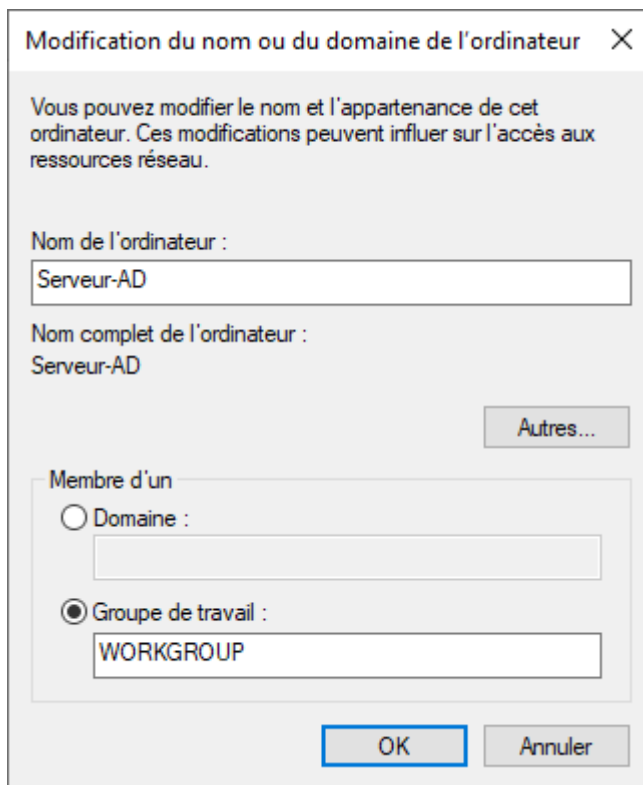 Modification du nom ou du domaine de l'ordinateur
Vous pouvez modifier le nom et l'appartenance de cet
ordinateur. Ces modifications peuvent influer sur l'accès aux
ressources réseau.
Nom de l'ordinateur :
Serveur-AD
Nom complet de l'ordinateur :
Serveur-AD
Autres...
Membre d'un
Domaine :
Groupe de travail :
WORKGROUP
OK
Annuler